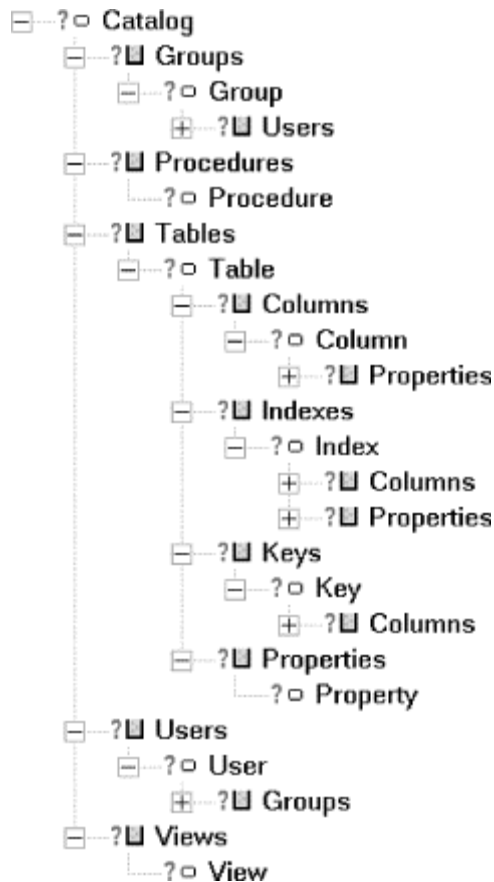 ? Catalog
? Groups
? Group
? Users
? Procedures
? Procedure
? Tables
? Table
? Columns
? Column
? Properties
? Indexes
? Index
? Columns
? Properties
? Keys
? Key
? Columns
? Properties
? Property
? Users
? User
? Groups
? Views
? View